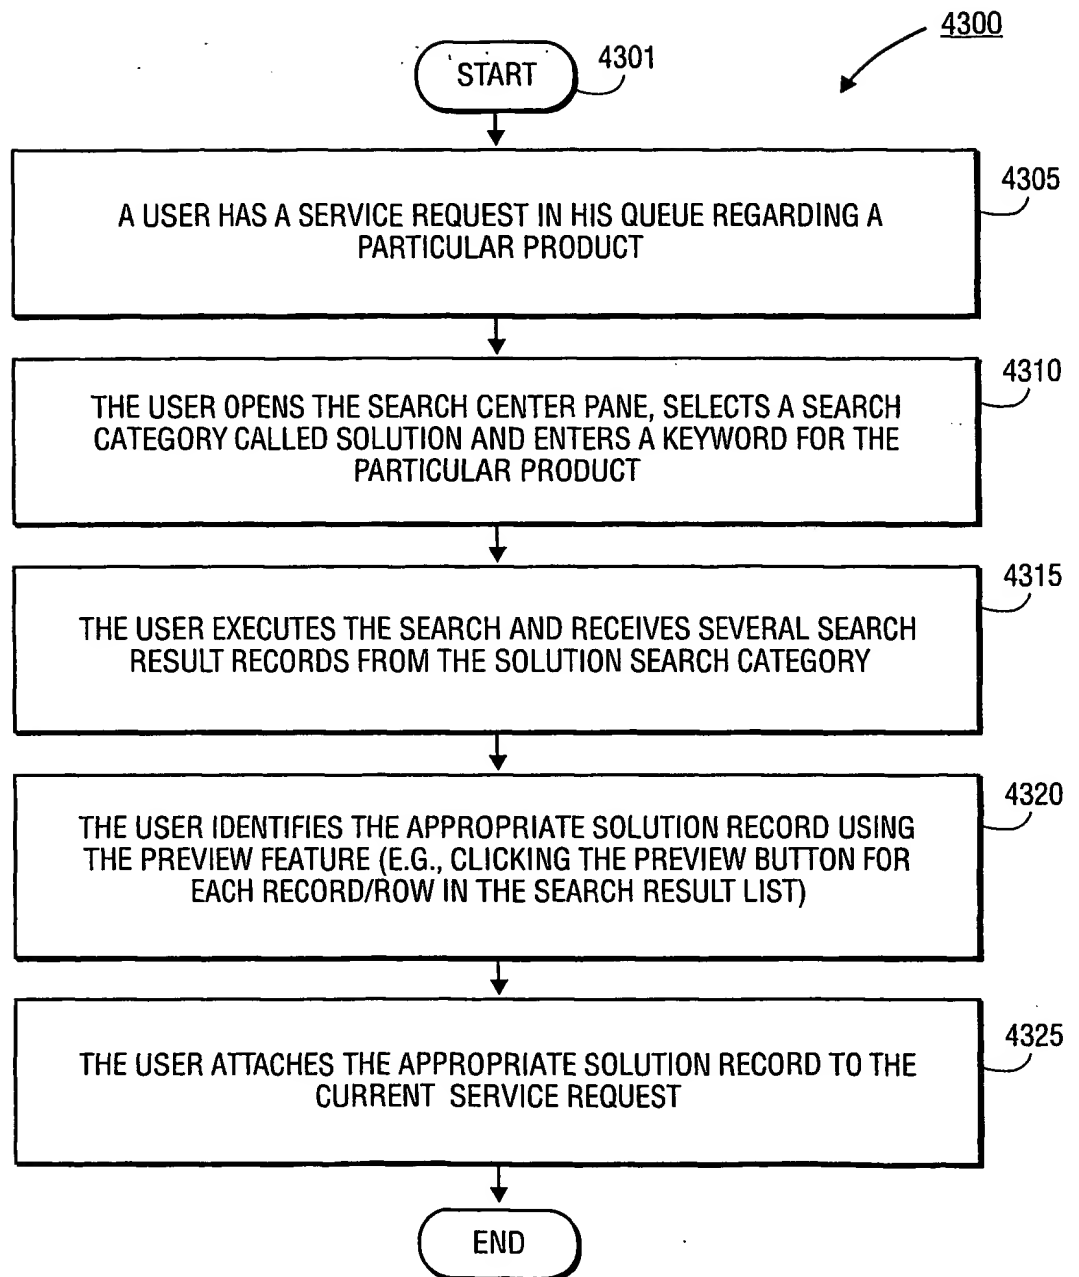 4300
START
4301
4305
A USER HAS A SERVICE REQUEST IN HIS QUEUE REGARDING A
PARTICULAR PRODUCT
4310
THE USER OPENS THE SEARCH CENTER PANE, SELECTS A SEARCH
CATEGORY CALLED SOLUTION AND ENTERS A KEYWORD FOR THE
PARTICULAR PRODUCT
4315
THE USER EXECUTES THE SEARCH AND RECEIVES SEVERAL SEARCH
RESULT RECORDS FROM THE SOLUTION SEARCH CATEGORY
4320
THE USER IDENTIFIES THE APPROPRIATE SOLUTION RECORD USING
THE PREVIEW FEATURE (E.G., CLICKING THE PREVIEW BUTTON FOR
EACH RECORD/ROW IN THE SEARCH RESULT LIST)
4325
THE USER ATTACHES THE APPROPRIATE SOLUTION RECORD TO THE
CURRENT SERVICE REQUEST
END